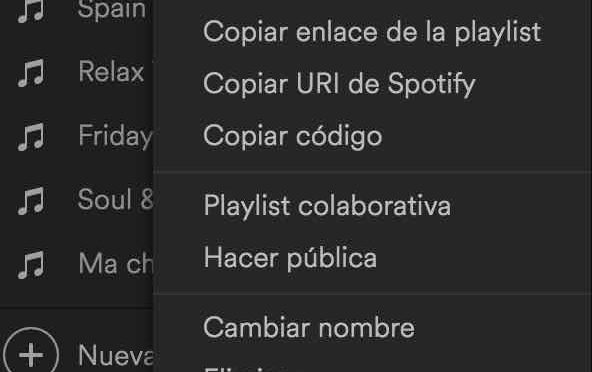 Spain
Relax
Friday
Soul &
Ma ch
Nueva
Copiar enlace de la playlist
Copiar URI de Spotify
Copiar código
Playlist colaborativa
Hacer pública
Cambiar nombre